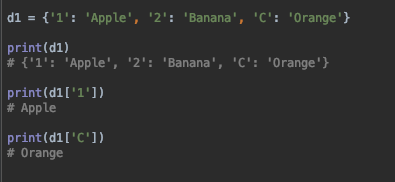 d1 = {'1': 'Apple', '2': 'Banana', 'C': 'Orange'}
print(d1)
# {'1': 'Apple', '2': 'Banana', 'C': 'Orange'}
print(d1['1'])
# Apple
print(d1['C'])
# Orange